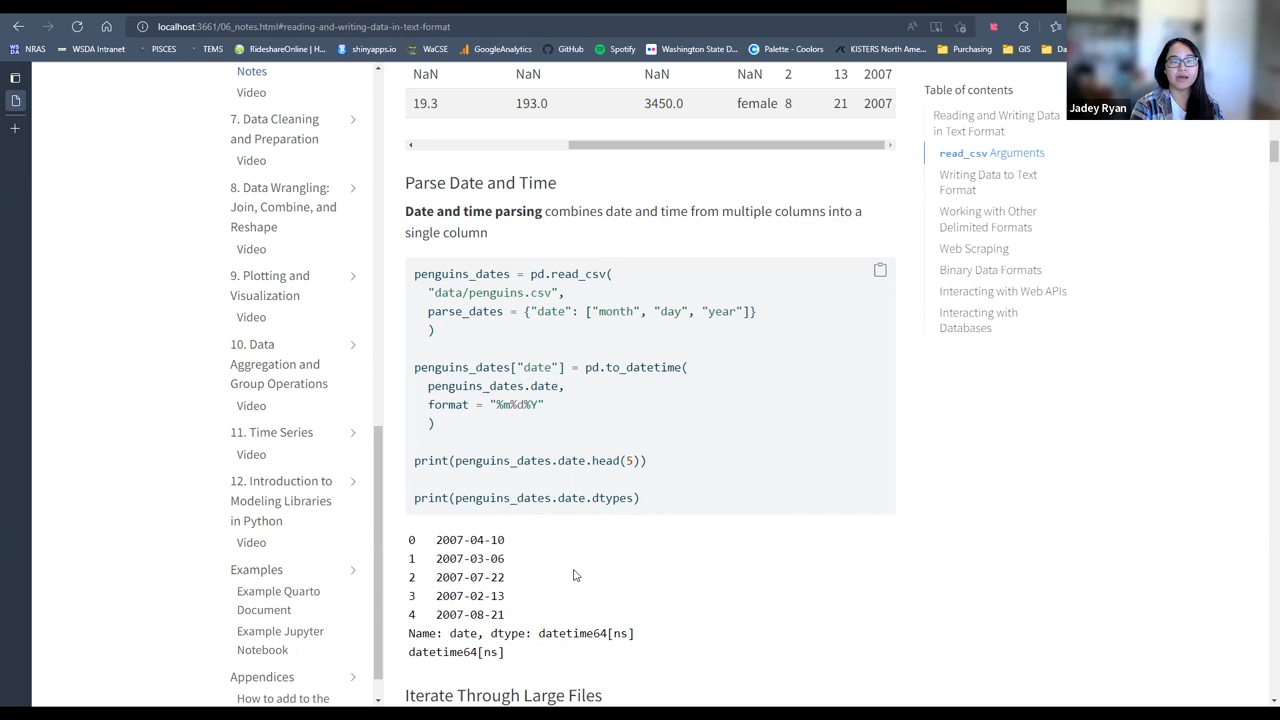 localhost:3661/06_notes.html#reading-and-writing-data-in-text-format
NRAS WSDA Intranet PISCES TEMS RideshareOnline | H... shinyapps.io WaCSE GoogleAnalytics GitHub Spotify Washington State D... Palette - Coolors KISTERS North Ame... Purchasing GIS Da
Jadey Ryan
Notes
Video
7. Data Cleaning
and Preparation
Video
8. Data Wrangling:
Join, Combine, and
Reshape
Video
9. Plotting and
Visualization
Video
10. Data
Aggregation and
Group Operations
Video
11. Time Series
Video
12. Introduction to
Modeling Libraries
in Python
Video
Examples
Example Quarto
Document
Example Jupyter
Notebook
Appendices
How to add to the
NaN NaN NaN NaN 2 13 2007
19.3 193.0 3450.0 female 8 21 2007
Parse Date and Time
Date and time parsing combines date and time from multiple columns into a
single column
penguins_dates = pd.read_csv(
"data/penguins.csv",
parse_dates = {"date": ["month", "day", "year"]}
)
penguins_dates["date"] = pd.to_datetime(
penguins_dates.date,
format = "%m%d%Y"
)
print(penguins_dates.date.head(5))
print(penguins_dates.date.dtypes)
0 2007-04-10
1 2007-03-06
2 2007-07-22
3 2007-02-13
4 2007-08-21
Name: date, dtype: datetime64[ns]
datetime64[ns]
Iterate Through Large Files
Table of contents
Reading and Writing Data
in Text Format
read_csv Arguments
Writing Data to Text
Format
Working with Other
Delimited Formats
Web Scraping
Binary Data Formats
Interacting with Web APIs
Interacting with
Databases